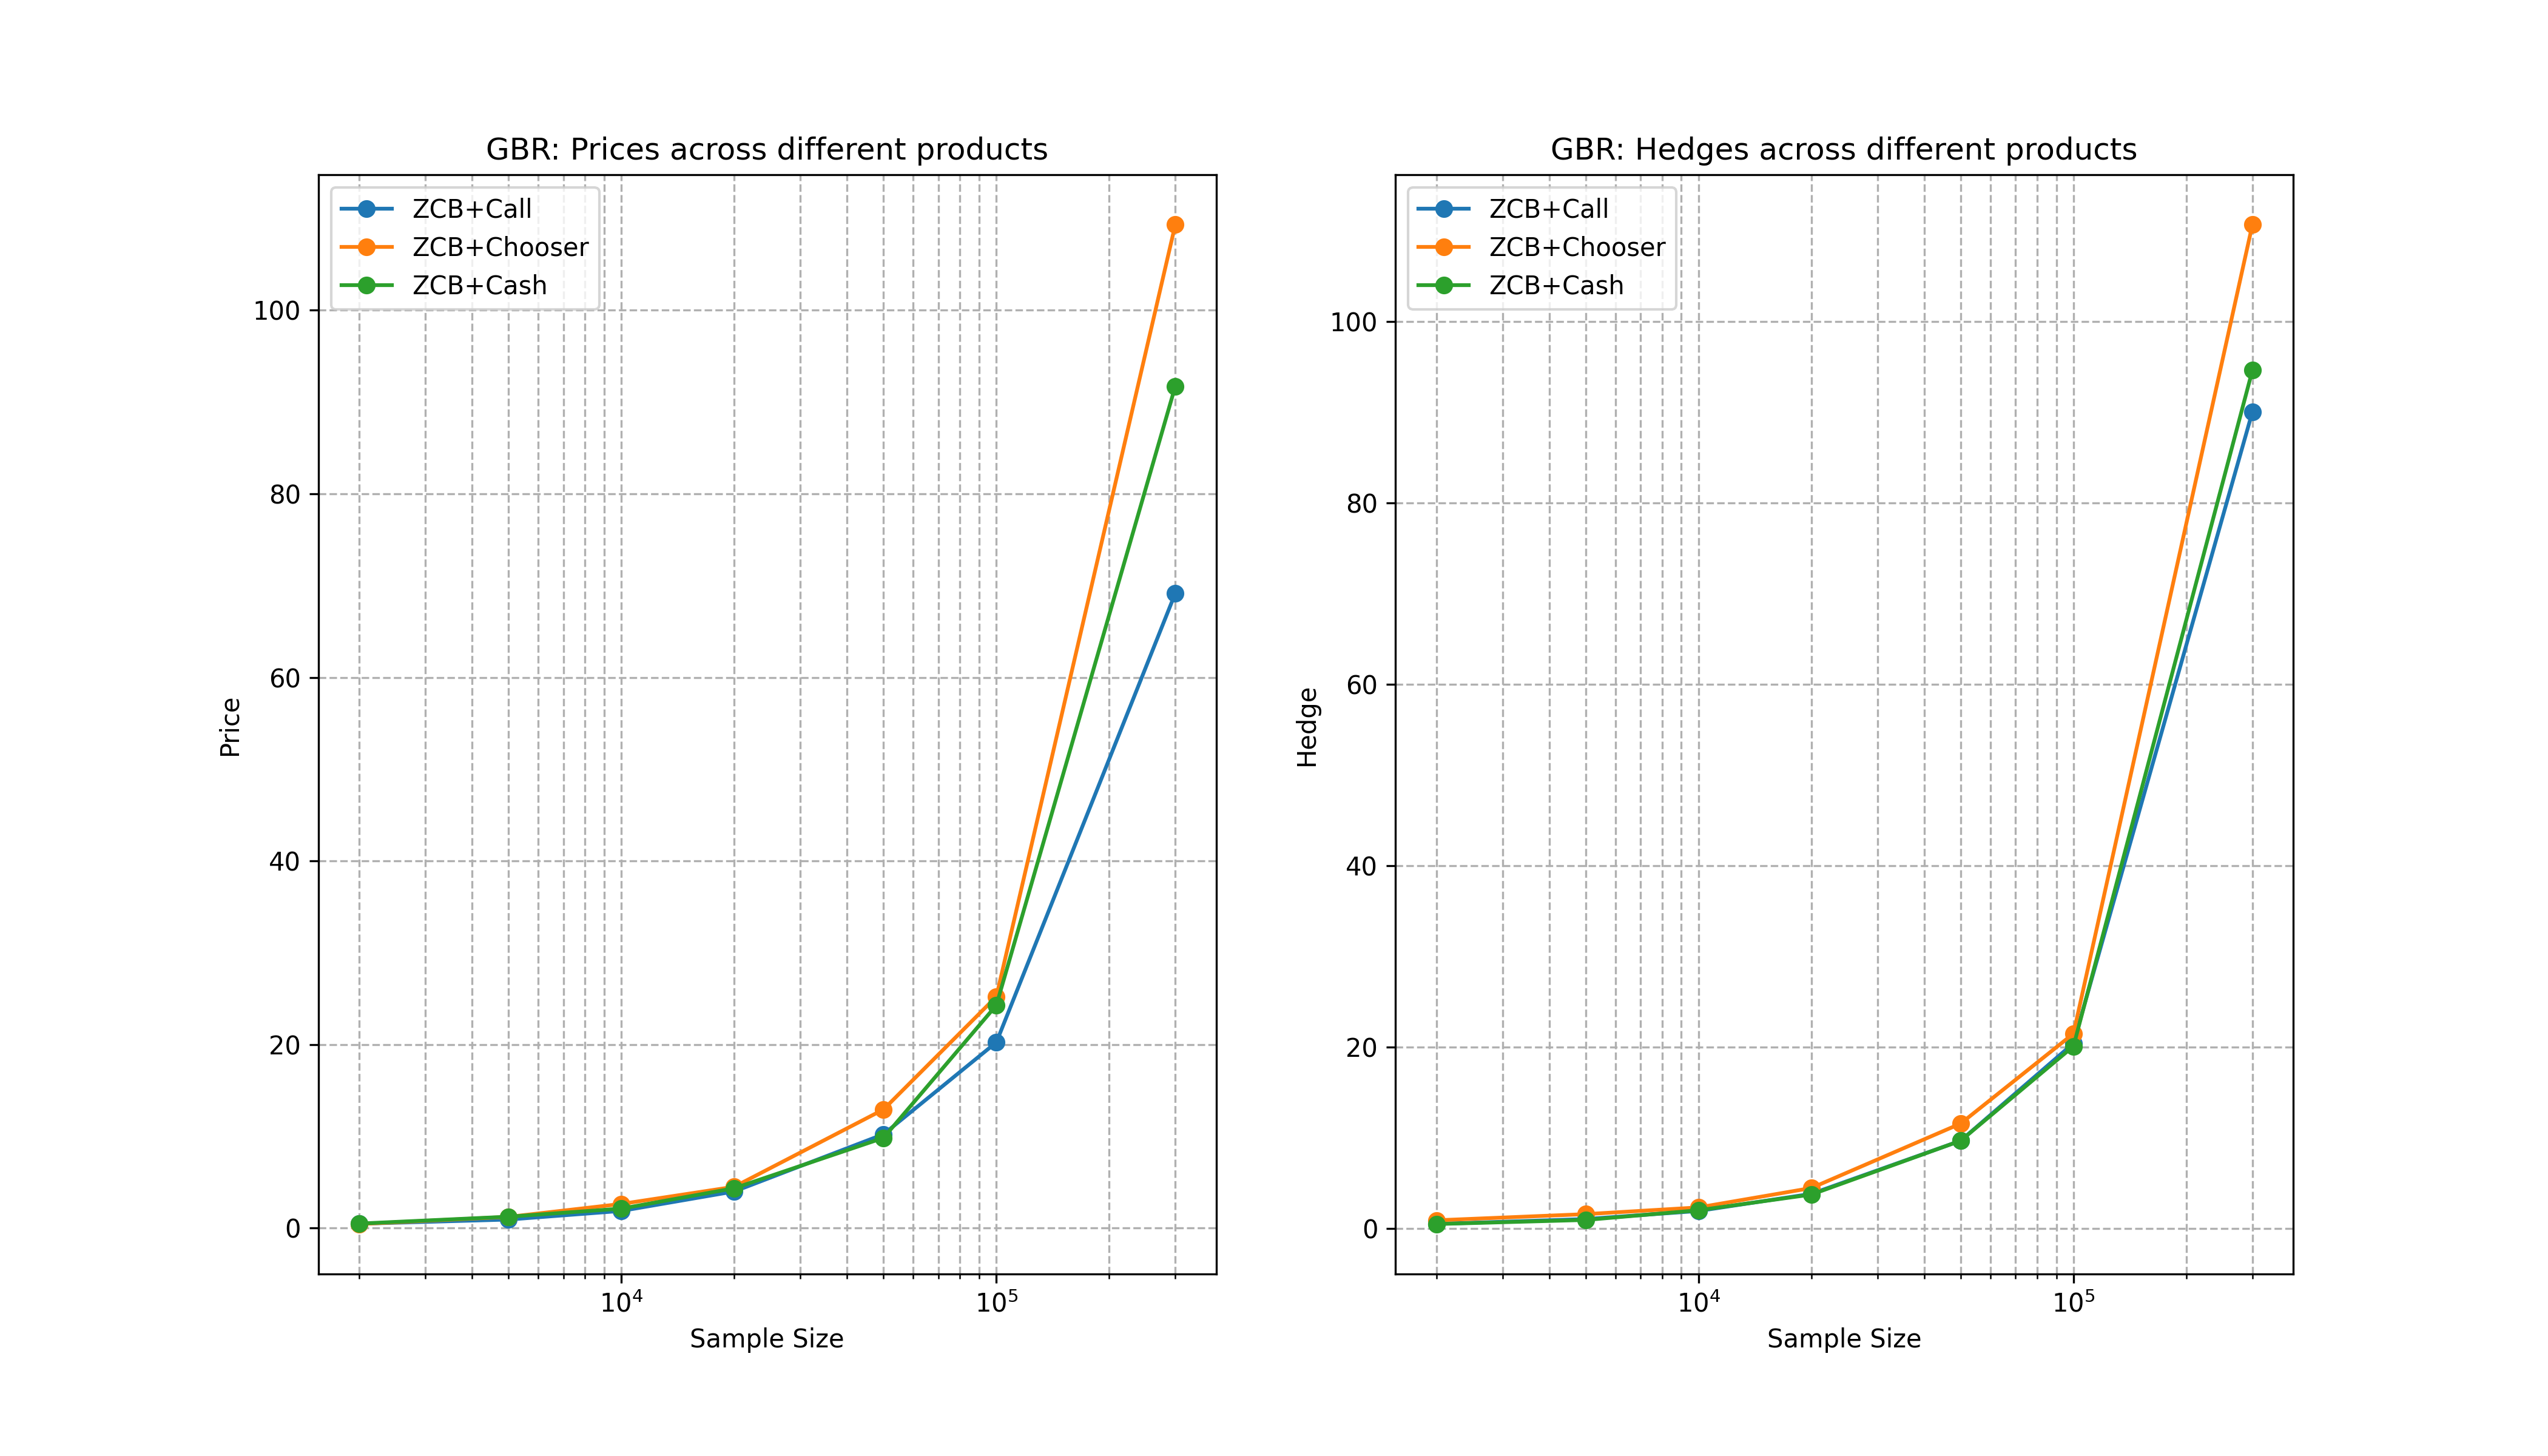 GBR: Prices across different products
ZCB+Call
ZCB+Chooser
ZCB+Cash
100
80
60
40
20
0
Price
10⁴
10⁵
Sample Size
GBR: Hedges across different products
ZCB+Call
ZCB+Chooser
ZCB+Cash
100
80
60
40
20
0
Hedge
10⁴
10⁵
Sample Size